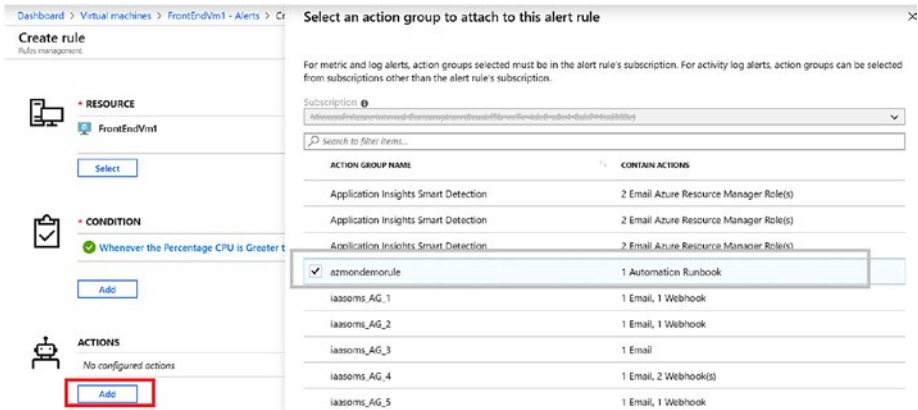 Dashboard > Virtual machines > FrontEndVm1 - Alerts > Cr
Create rule
Rules management
* RESOURCE
FrontEndVm1
Select
* CONDITION
Whenever the Percentage CPU is Greater t
Add
ACTIONS
No configured actions
Add
Select an action group to attach to this alert rule
For metric and log alerts, action groups selected must be in the alert rule's subscription. For activity log alerts, action groups can be selected
from subscriptions other than the alert rule's subscription.
Subscription
Microsoft Azure Internal Consumption
Search to filter items...
ACTION GROUP NAME CONTAIN ACTIONS
Application Insights Smart Detection 2 Email Azure Resource Manager Role(s)
Application Insights Smart Detection 2 Email Azure Resource Manager Role(s)
Application Insights Smart Detection 2 Email Azure Resource Manager Role(s)
azmondemorule 1 Automation Runbook
iaasoms_AG_1 1 Email, 1 Webhook
iaasoms_AG_2 1 Email, 1 Webhook
iaasoms_AG_3 1 Email
iaasoms_AG_4 1 Email, 2 Webhook(s)
iaasoms_AG_5 1 Email, 1 Webhook